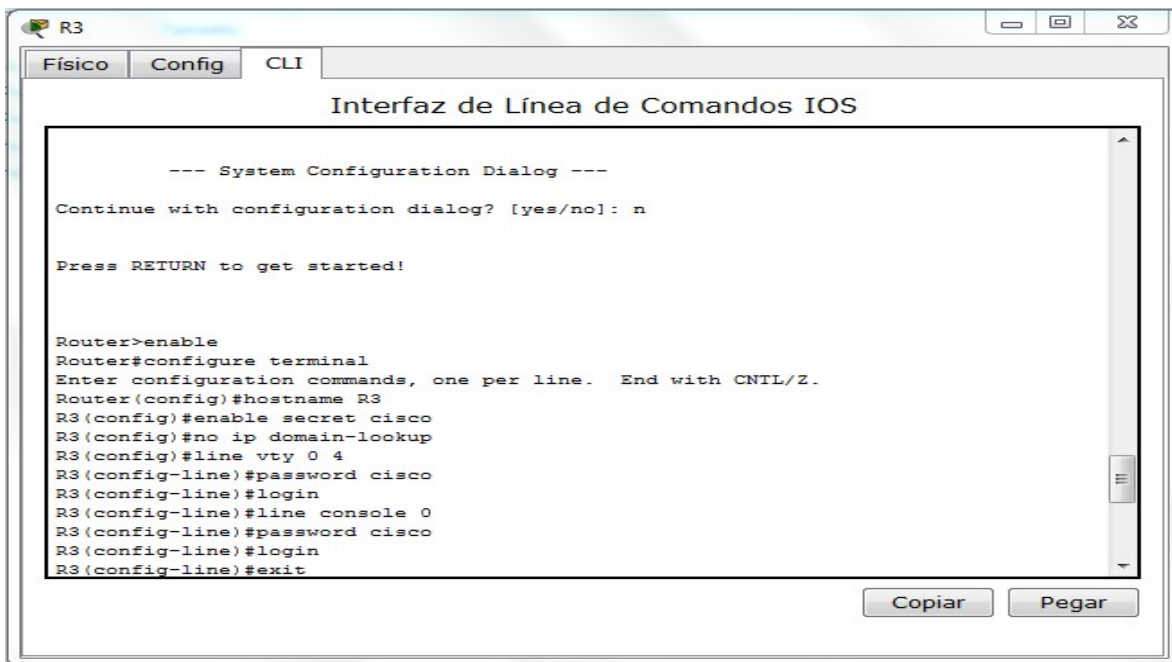 R3
Físico Config CLI
Interfaz de Línea de Comandos IOS
--- System Configuration Dialog ---
Continue with configuration dialog? [yes/no]: n
Press RETURN to get started!
Router>enable
Router#configure terminal
Enter configuration commands, one per line.  End with CNTL/Z.
Router(config)#hostname R3
R3(config)#enable secret cisco
R3(config)#no ip domain-lookup
R3(config)#line vty 0 4
R3(config-line)#password cisco
R3(config-line)#login
R3(config-line)#line console 0
R3(config-line)#password cisco
R3(config-line)#login
R3(config-line)#exit
Copiar Pegar